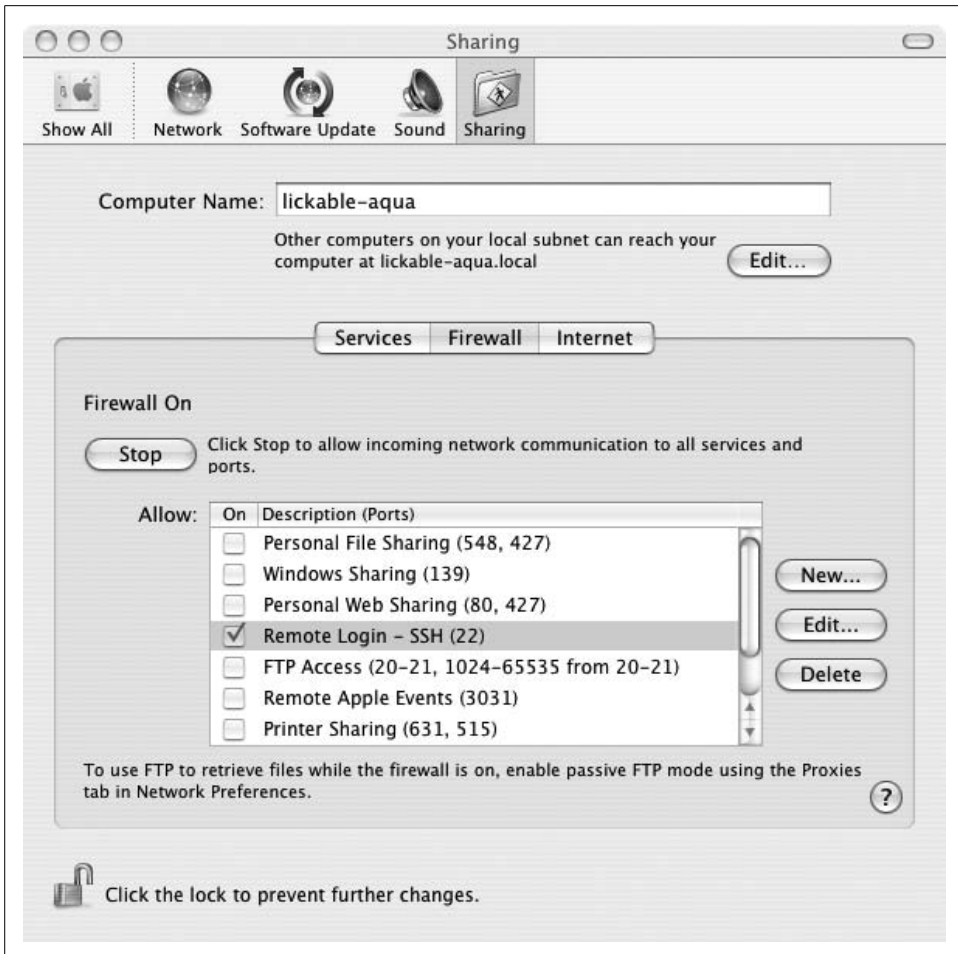 Sharing
Show All
Network
Software Update
Sound
Sharing
Computer Name: lickable-aqua
Other computers on your local subnet can reach your
computer at lickable-aqua.local
Edit...
Services
Firewall
Internet
Firewall On
Stop
Click Stop to allow incoming network communication to all services and
ports.
Allow:
On Description (Ports)
Personal File Sharing (548, 427)
Windows Sharing (139)
Personal Web Sharing (80, 427)
Remote Login – SSH (22)
FTP Access (20-21, 1024-65535 from 20-21)
Remote Apple Events (3031)
Printer Sharing (631, 515)
New...
Edit...
Delete
To use FTP to retrieve files while the firewall is on, enable passive FTP mode using the Proxies
tab in Network Preferences.
?
Click the lock to prevent further changes.